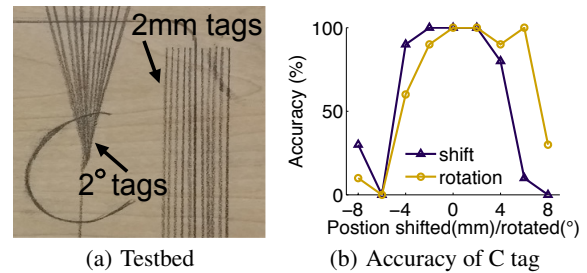 2mm tags
2° tags
(a) Testbed
100
50
0
Accuracy (%)
shift
rotation
−8 −4 0 4 8
Postion shifted(mm)/rotated(°)
(b) Accuracy of C tag